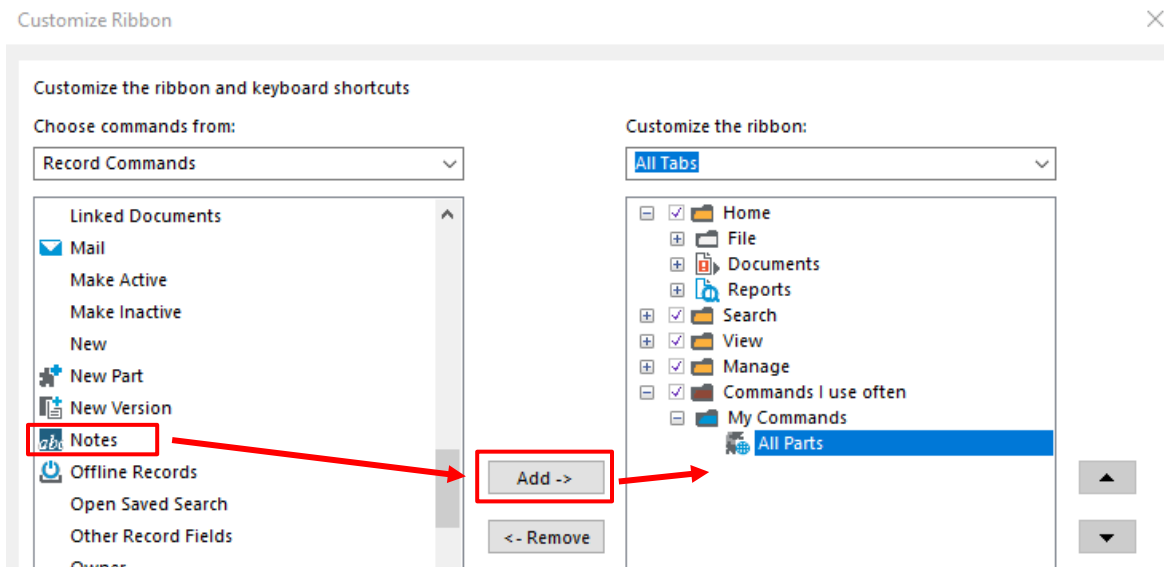 Customize Ribbon
Customize the ribbon and keyboard shortcuts
Choose commands from:
Record Commands
Linked Documents
Mail
Make Active
Make Inactive
New
New Part
New Version
abc Notes
Offline Records
Open Saved Search
Other Record Fields
Owner
Add ->
<- Remove
Customize the ribbon:
All Tabs
Home
File
Documents
Reports
Search
View
Manage
Commands I use often
My Commands
All Parts